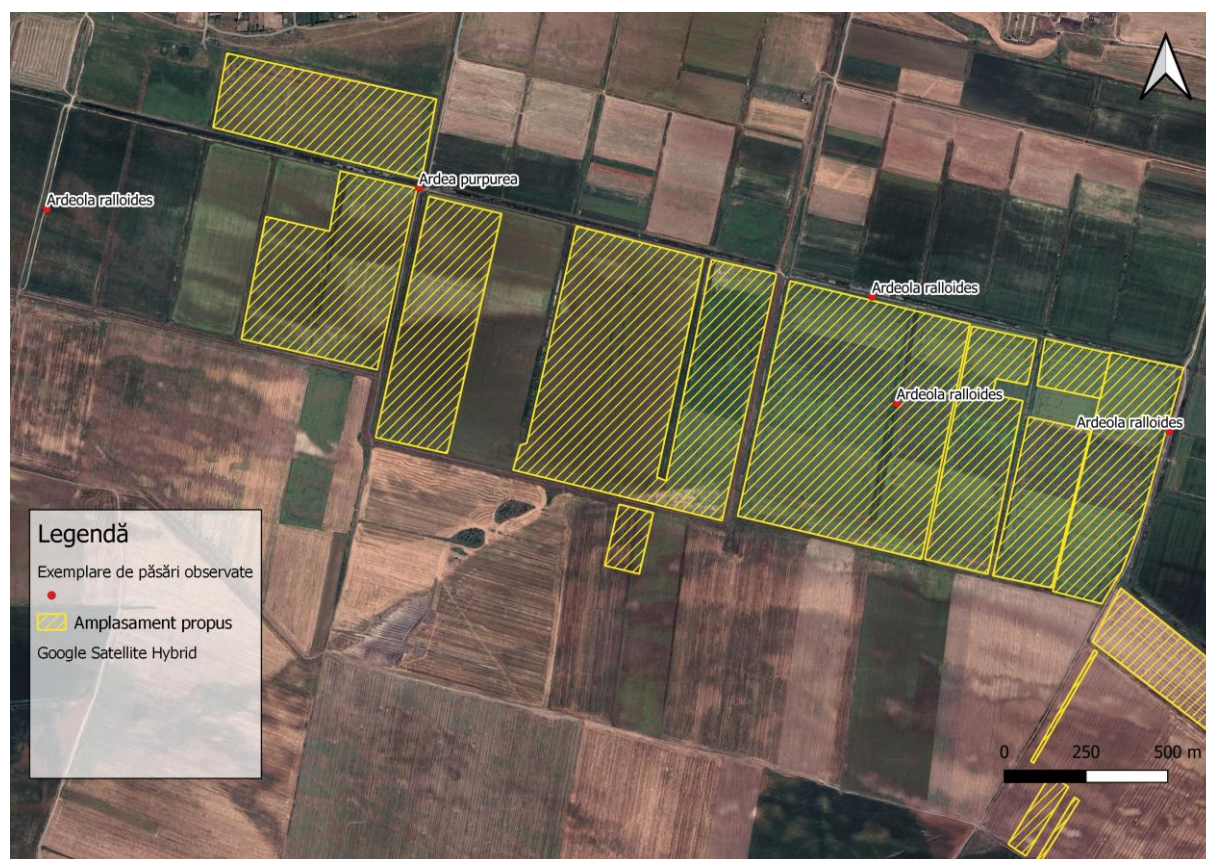 Ardea purpurea
Ardeola ralloides
Ardeola ralloides
Ardeola ralloides
Ardeola ralloides
Legendă
Exemplare de păsări observate
Amplasament propus
Google Satellite Hybrid
0 250 500 m